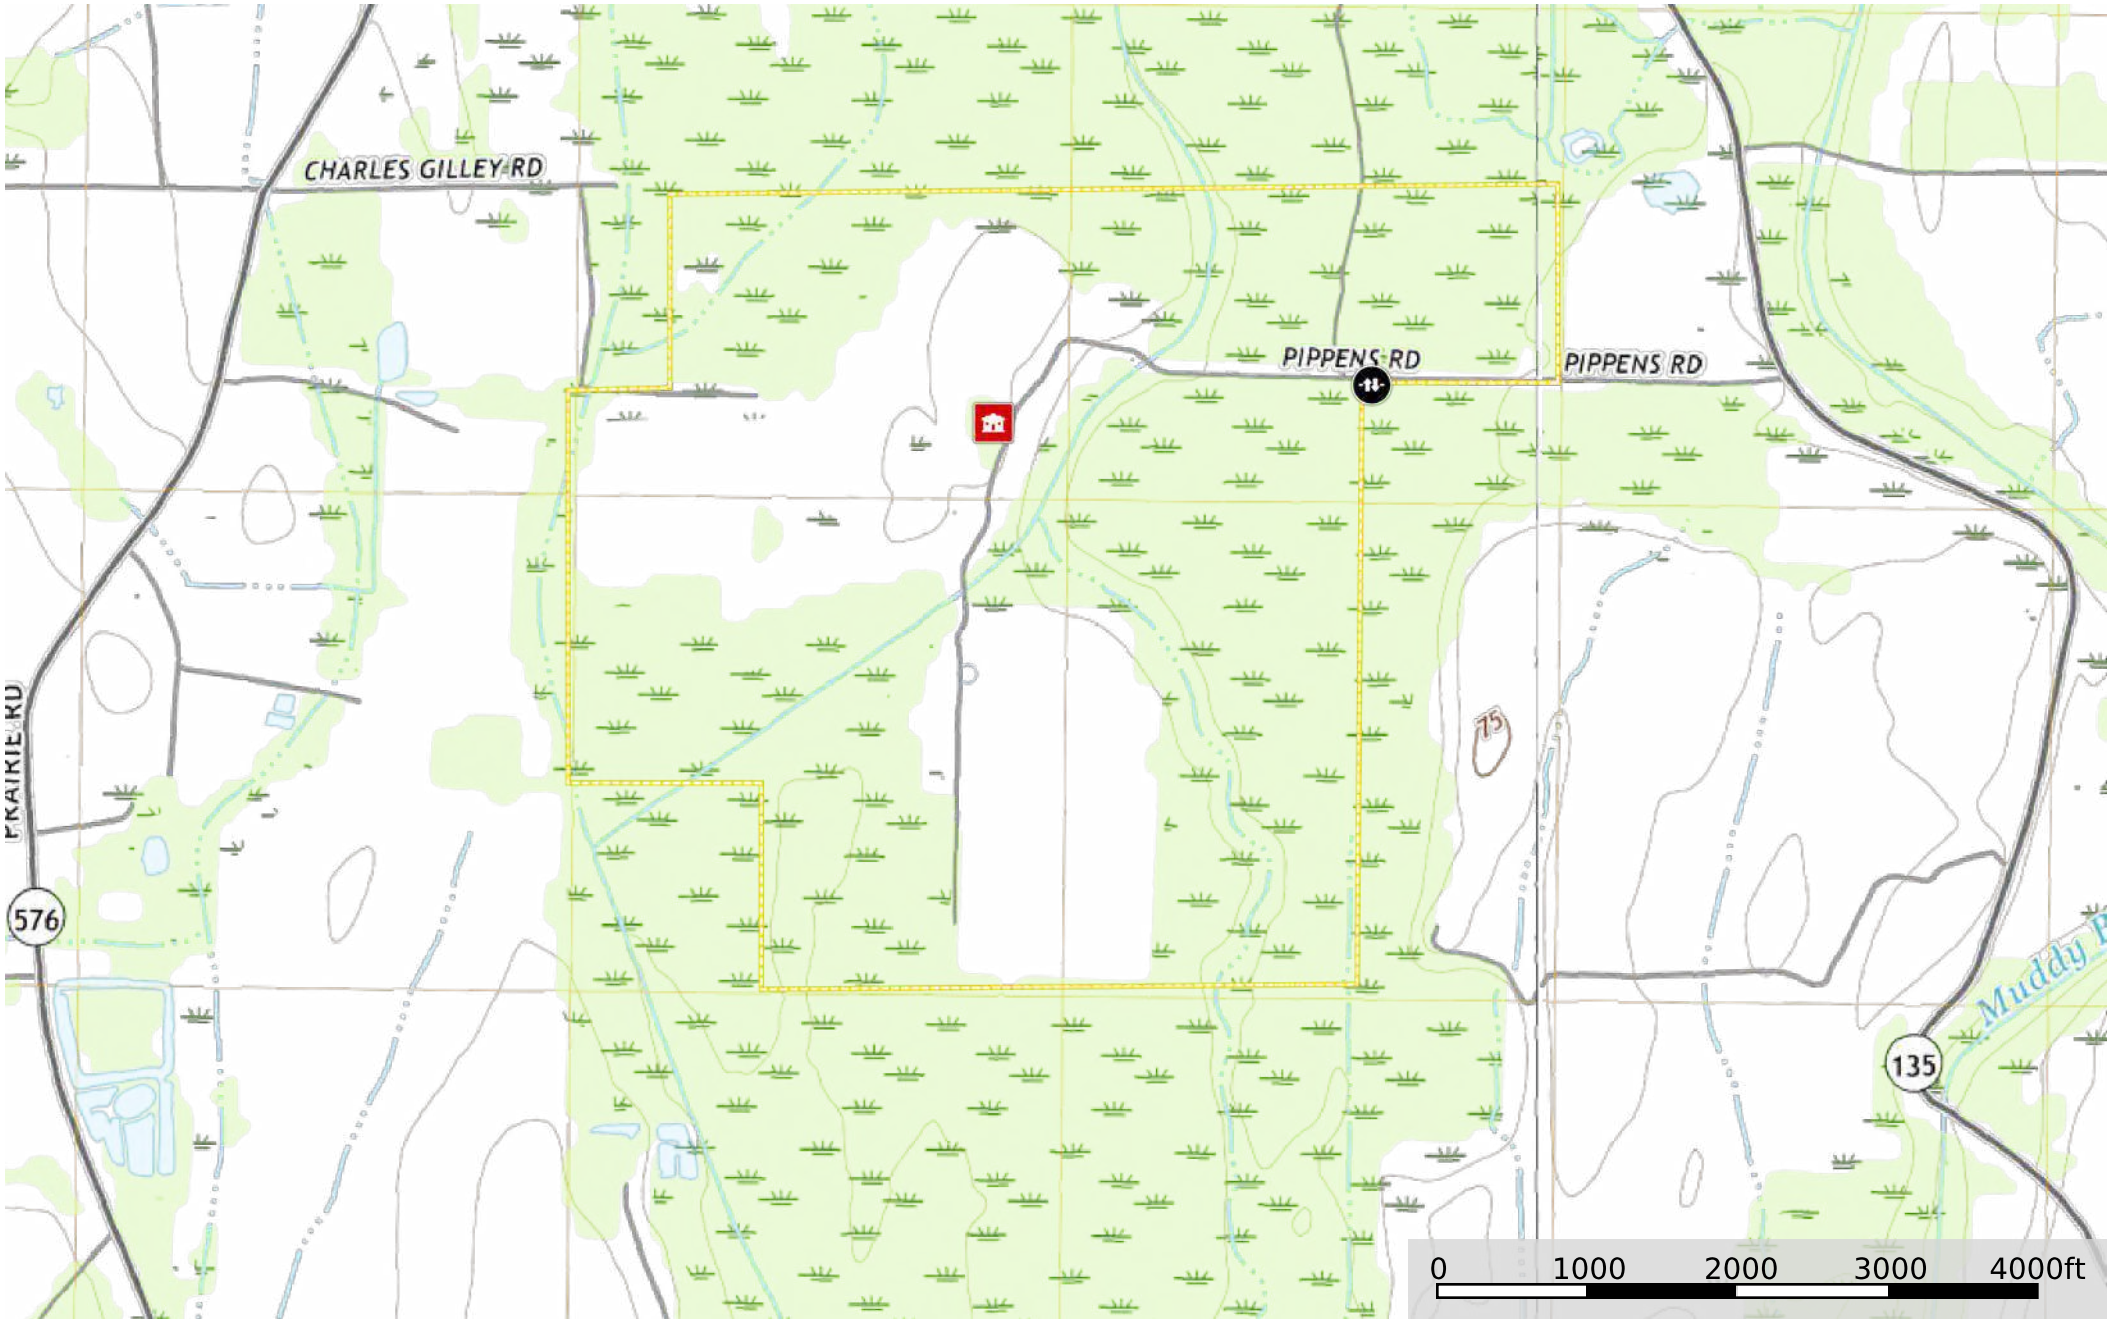 CHARLES GILLEY RD
PIPPENS RD
PIPPENS RD
PRAIRIE RD
75
576
Muddy B
135
0 1000 2000 3000 4000ft